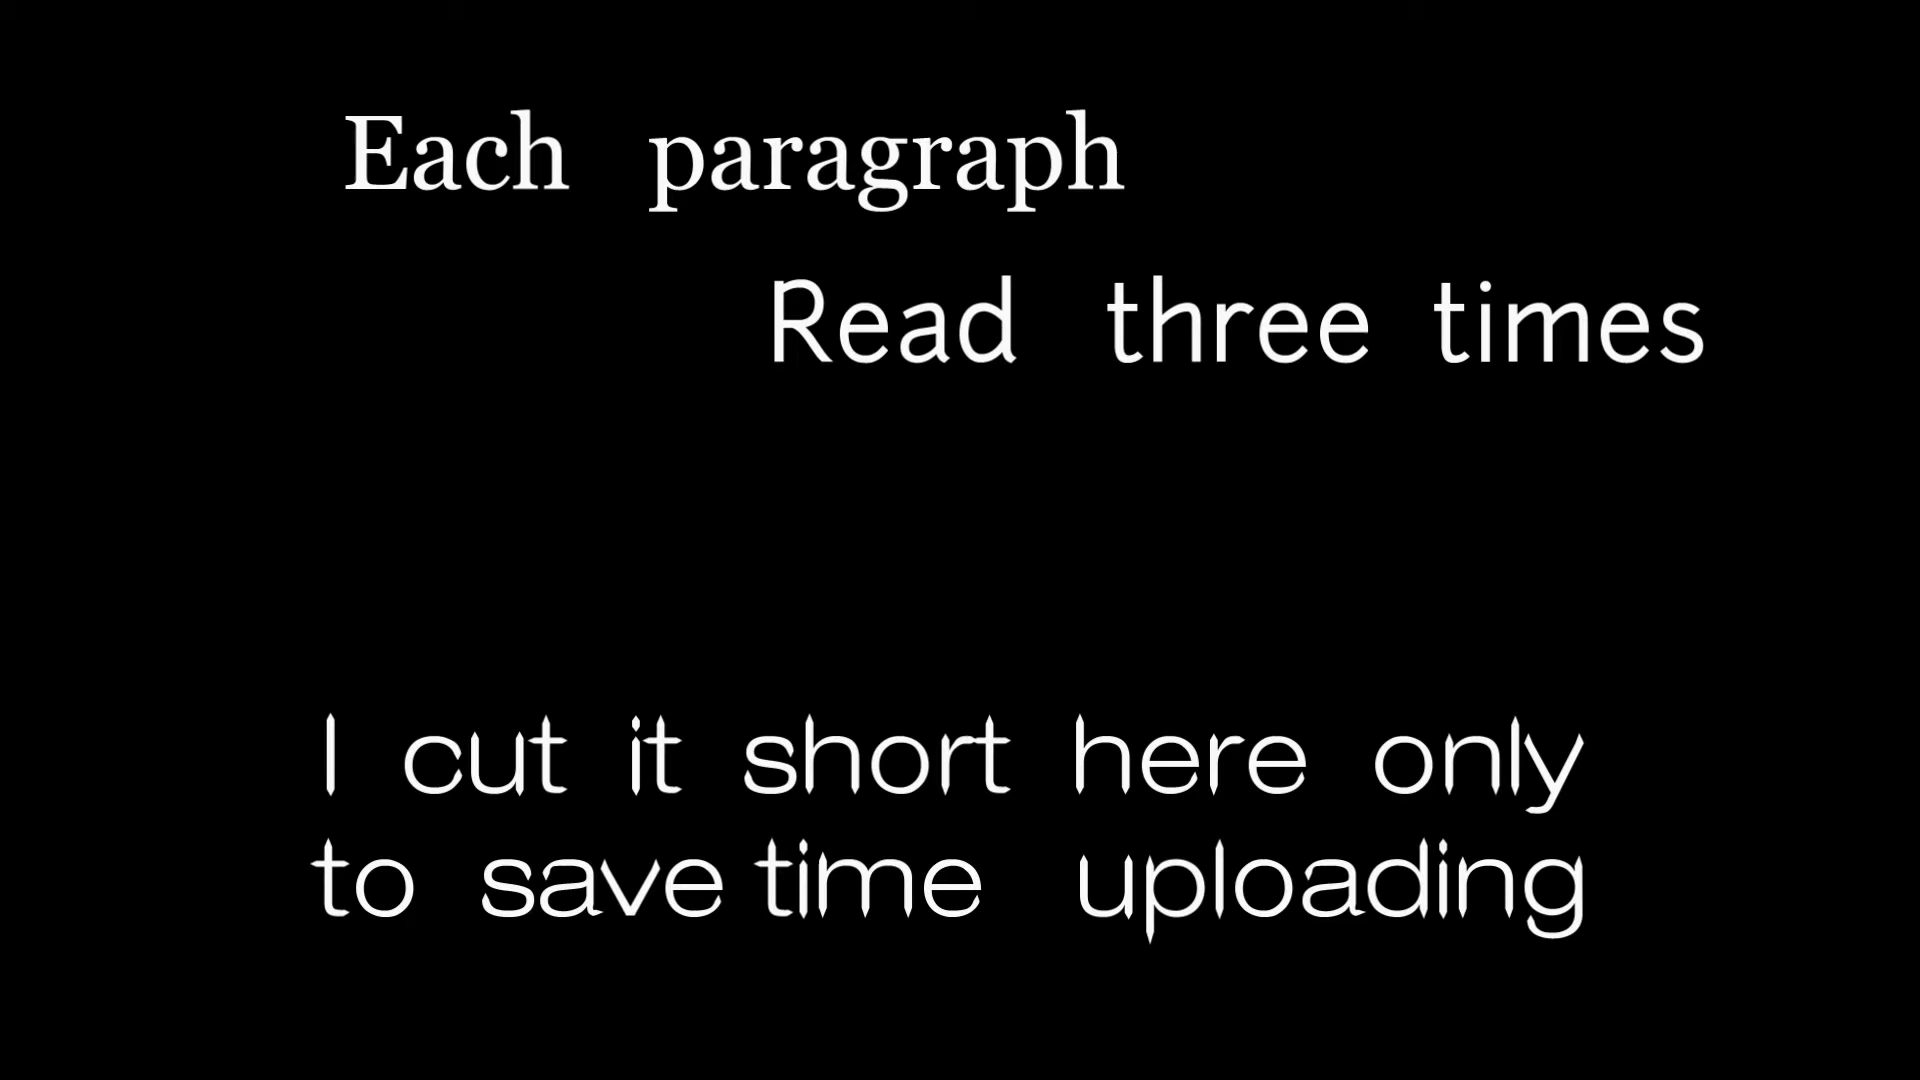 Each paragraph
Read three times
I cut it short here only
to save time uploading